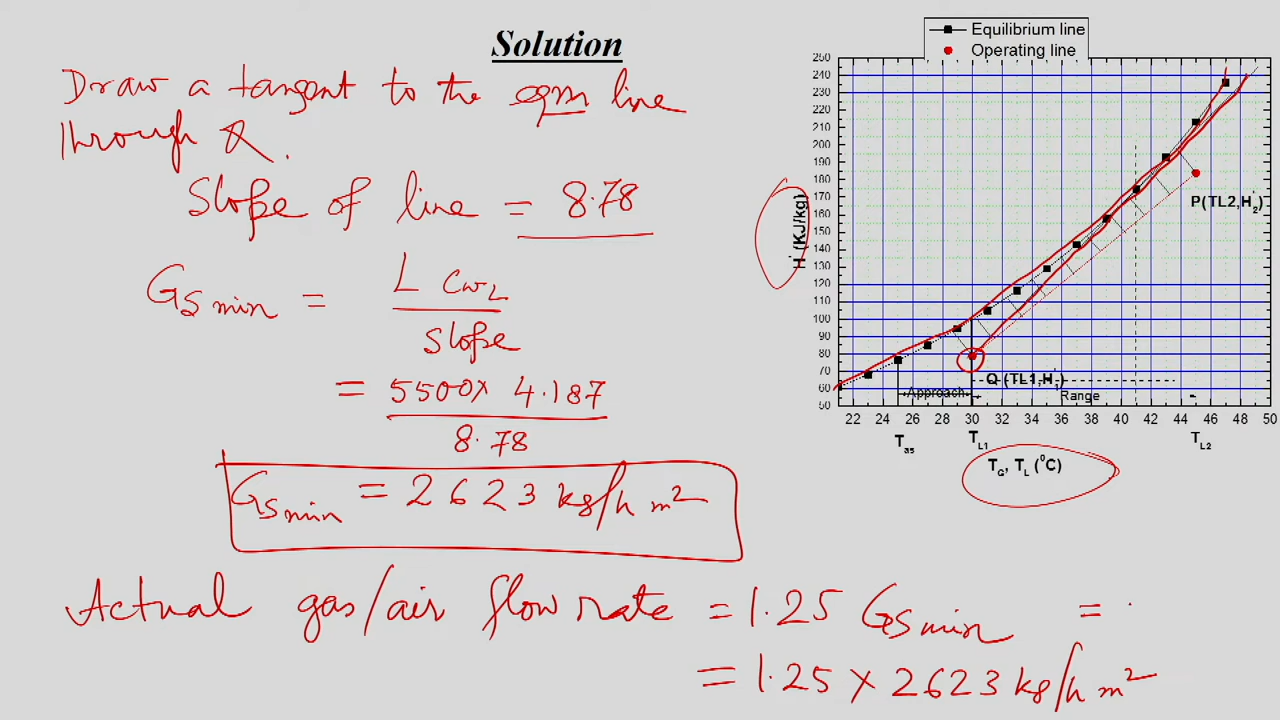 Solution
Draw a tangent to the eqm line
through Q.
Slope of line = 8.78
Gs min = L CWL
slope
= 5500 x 4.187
8.78
Gs min = 2623 kg/h m²
Actual gas/air flow rate = 1.25 Gs min =
= 1.25 x 2623 kg/h m²
Equilibrium line
Operating line
250
240
230
220
210
200
190
180
170
160
150
140
130
120
110
100
90
80
70
60
50
H' (KJ/kg)
P(TL2,H'2)
Q (TL1,H'1)
Approach
Range
22 24 26 28 30 32 34 36 38 40 42 44 46 48 50
Tas TL1 TL2
TG, TL (⁰C)